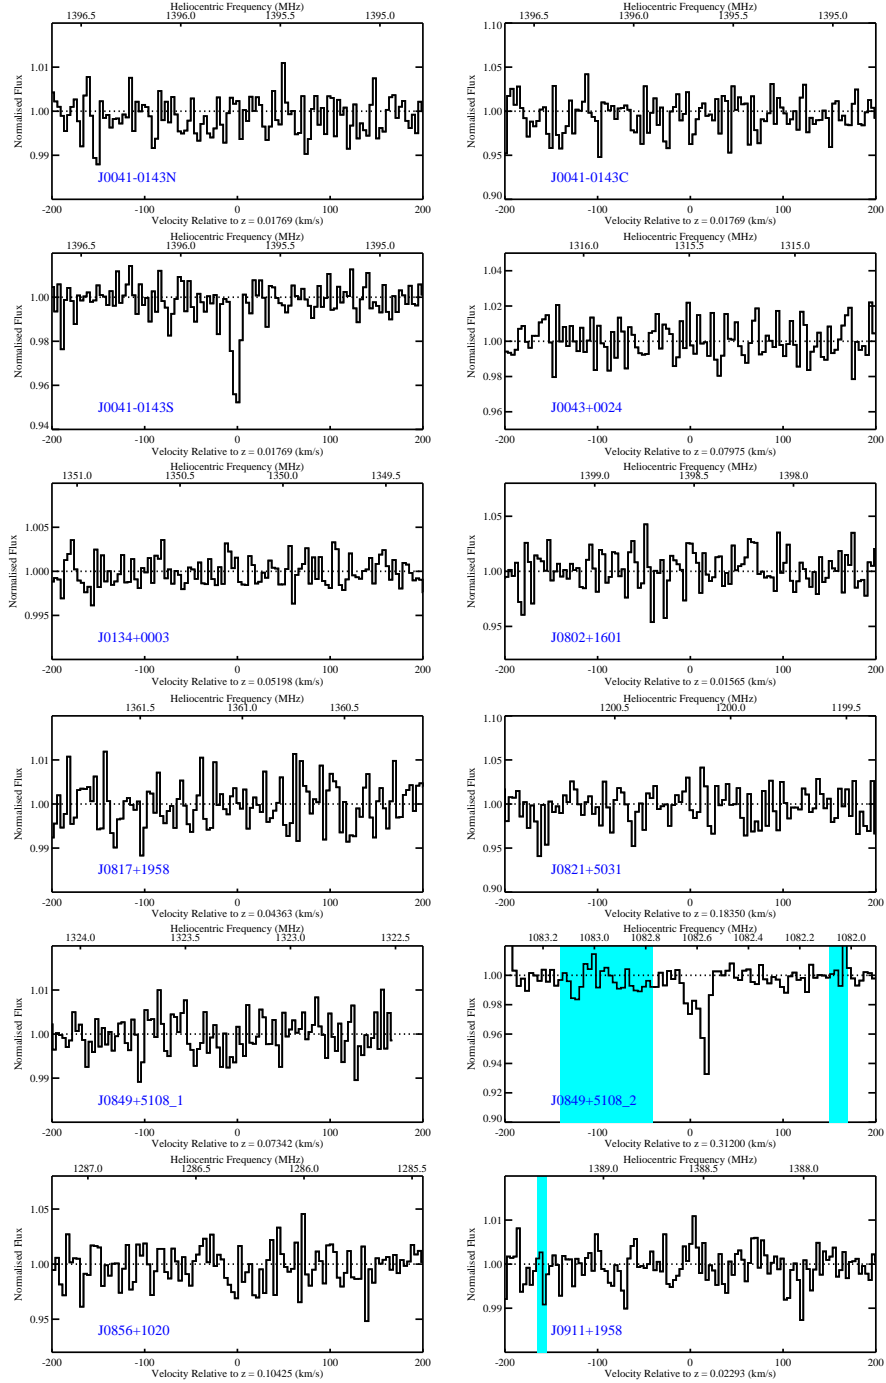 Heliocentric Frequency (MHz)
1396.5 1396.0 1395.5 1395.0
Normalised Flux
1.01
1.00
0.99
J0041-0143N
-200 -100 0 100 200
Velocity Relative to z = 0.01769 (km/s)
Heliocentric Frequency (MHz)
1396.5 1396.0 1395.5 1395.0
Normalised Flux
1.10
1.05
1.00
0.95
0.90
J0041-0143C
-200 -100 0 100 200
Velocity Relative to z = 0.01769 (km/s)
Heliocentric Frequency (MHz)
1396.5 1396.0 1395.5 1395.0
Normalised Flux
1.00
0.98
0.96
0.94
J0041-0143S
-200 -100 0 100 200
Velocity Relative to z = 0.01769 (km/s)
Heliocentric Frequency (MHz)
1316.0 1315.5 1315.0
Normalised Flux
1.04
1.02
1.00
0.98
0.96
J0043+0024
-200 -100 0 100 200
Velocity Relative to z = 0.07975 (km/s)
Heliocentric Frequency (MHz)
1351.0 1350.5 1350.0 1349.5
Normalised Flux
1.005
1.000
0.995
J0134+0003
-200 -100 0 100 200
Velocity Relative to z = 0.05198 (km/s)
Heliocentric Frequency (MHz)
1399.0 1398.5 1398.0
Normalised Flux
1.05
1.00
0.95
J0802+1601
-200 -100 0 100 200
Velocity Relative to z = 0.01565 (km/s)
Heliocentric Frequency (MHz)
1361.5 1361.0 1360.5
Normalised Flux
1.01
1.00
0.99
J0817+1958
-200 -100 0 100 200
Velocity Relative to z = 0.04363 (km/s)
Heliocentric Frequency (MHz)
1200.5 1200.0 1199.5
Normalised Flux
1.10
1.05
1.00
0.95
0.90
J0821+5031
-200 -100 0 100 200
Velocity Relative to z = 0.18350 (km/s)
Heliocentric Frequency (MHz)
1324.0 1323.5 1323.0 1322.5
Normalised Flux
1.01
1.00
0.99
J0849+5108_1
-200 -100 0 100 200
Velocity Relative to z = 0.07342 (km/s)
Heliocentric Frequency (MHz)
1083.2 1083.0 1082.8 1082.6 1082.4 1082.2 1082.0
Normalised Flux
1.00
0.98
0.96
0.94
0.92
0.90
J0849+5108_2
-200 -100 0 100 200
Velocity Relative to z = 0.31200 (km/s)
Heliocentric Frequency (MHz)
1287.0 1286.5 1286.0 1285.5
Normalised Flux
1.05
1.00
0.95
J0856+1020
-200 -100 0 100 200
Velocity Relative to z = 0.10425 (km/s)
Heliocentric Frequency (MHz)
1389.0 1388.5 1388.0
Normalised Flux
1.01
1.00
0.99
J0911+1958
-200 -100 0 100 200
Velocity Relative to z = 0.02293 (km/s)